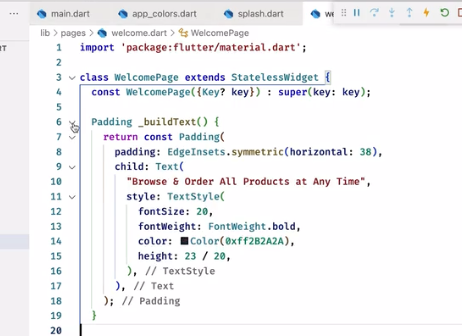 main.dart app_colors.dart splash.dart
lib > pages > welcome.dart > WelcomePage
1 import 'package:flutter/material.dart';
2
3 class WelcomePage extends StatelessWidget {
4 const WelcomePage({Key? key}) : super(key: key);
5
6 Padding _buildText() {
7 return const Padding(
8 padding: EdgeInsets.symmetric(horizontal: 38),
9 child: Text(
10 "Browse & Order All Products at Any Time",
11 style: TextStyle(
12 fontSize: 20,
13 fontWeight: FontWeight.bold,
14 color: Color(0xff2B2A2A),
15 height: 23 / 20,
16 ), // TextStyle
17 ), // Text
18 ); // Padding
19 }
20